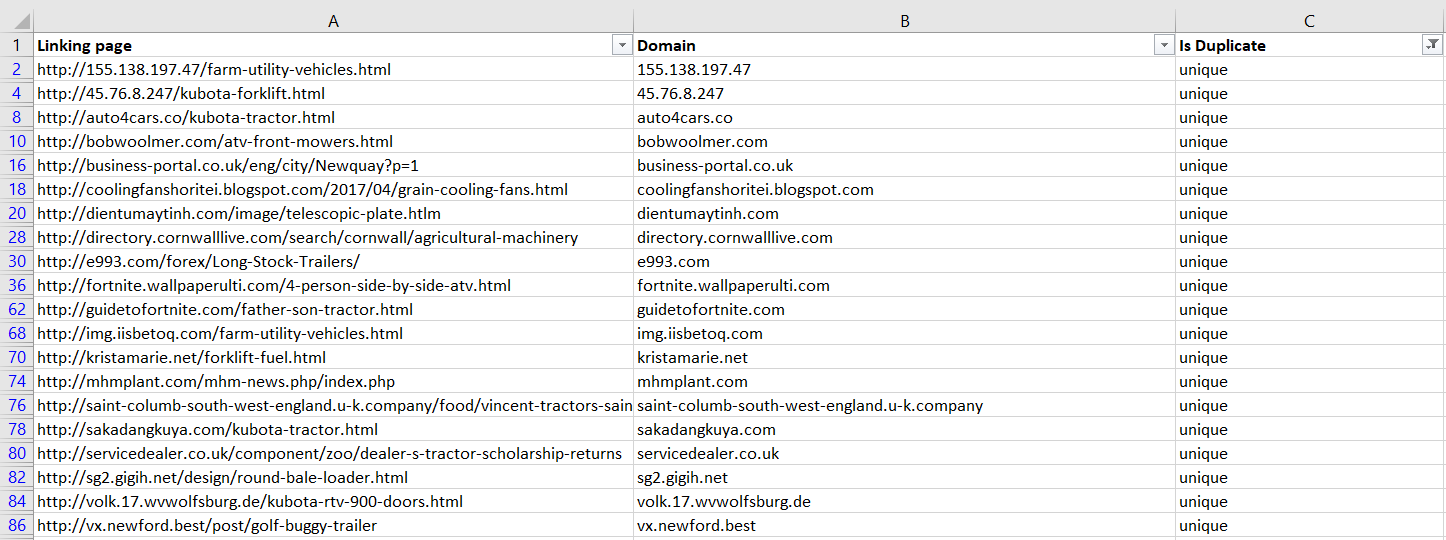 A B C
1 Linking page Domain Is Duplicate
2 http://155.138.197.47/farm-utility-vehicles.html 155.138.197.47 unique
4 http://45.76.8.247/kubota-forklift.html 45.76.8.247 unique
8 http://auto4cars.co/kubota-tractor.html auto4cars.co unique
10 http://bobwoolmer.com/atv-front-mowers.html bobwoolmer.com unique
16 http://business-portal.co.uk/eng/city/Newquay?p=1 business-portal.co.uk unique
18 http://coolingfanshoritei.blogspot.com/2017/04/grain-cooling-fans.html coolingfanshoritei.blogspot.com unique
20 http://dientumaytinh.com/image/telescopic-plate.htlm dientumaytinh.com unique
28 http://directory.cornwalllive.com/search/cornwall/agricultural-machinery directory.cornwalllive.com unique
30 http://e993.com/forex/Long-Stock-Trailers/ e993.com unique
36 http://fortnite.wallpaperulti.com/4-person-side-by-side-atv.html fortnite.wallpaperulti.com unique
62 http://guidetofortnite.com/father-son-tractor.html guidetofortnite.com unique
68 http://img.iisbetoq.com/farm-utility-vehicles.html img.iisbetoq.com unique
70 http://kristamarie.net/forklift-fuel.html kristamarie.net unique
74 http://mhmplant.com/mhm-news.php/index.php mhmplant.com unique
76 http://saint-columb-south-west-england.u-k.company/food/vincent-tractors-sain saint-columb-south-west-england.u-k.company unique
78 http://sakadangkuya.com/kubota-tractor.html sakadangkuya.com unique
80 http://servicedealer.co.uk/component/zoo/dealer-s-tractor-scholarship-returns servicedealer.co.uk unique
82 http://sg2.gigih.net/design/round-bale-loader.html sg2.gigih.net unique
84 http://volk.17.wvwolfsburg.de/kubota-rtv-900-doors.html volk.17.wvwolfsburg.de unique
86 http://vx.newford.best/post/golf-buggy-trailer vx.newford.best unique